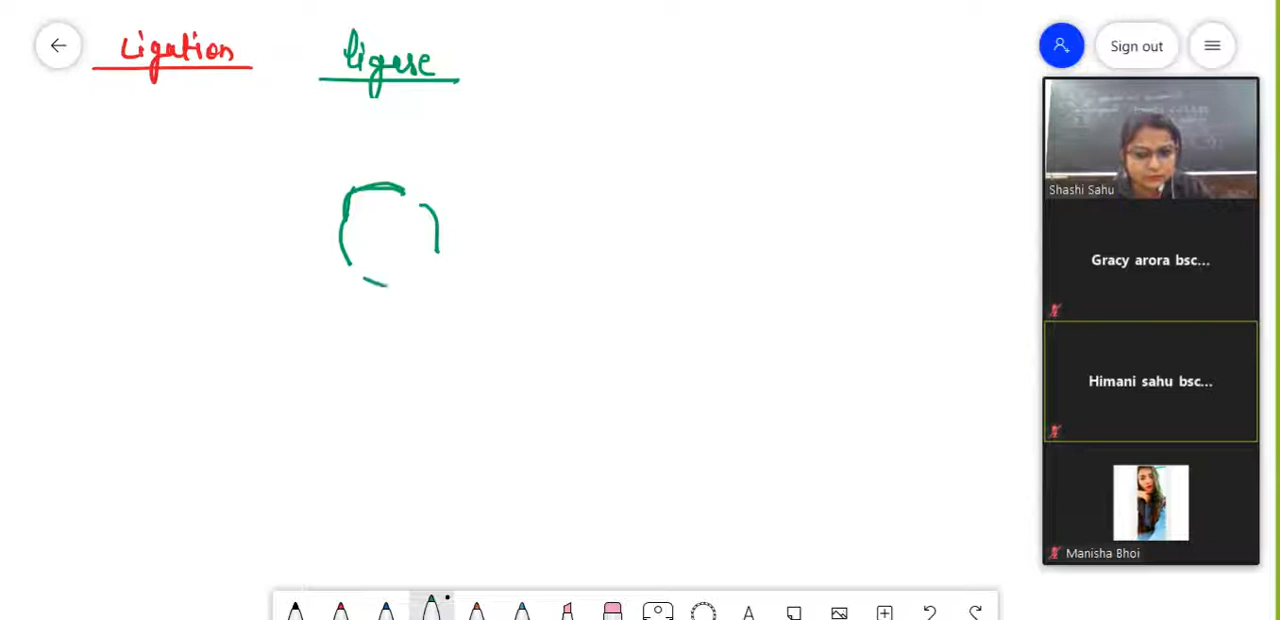 Ligation ligase
Sign out
Shashi Sahu
Gracy arora bsc...
Himani sahu bsc...
Manisha Bhoi
A